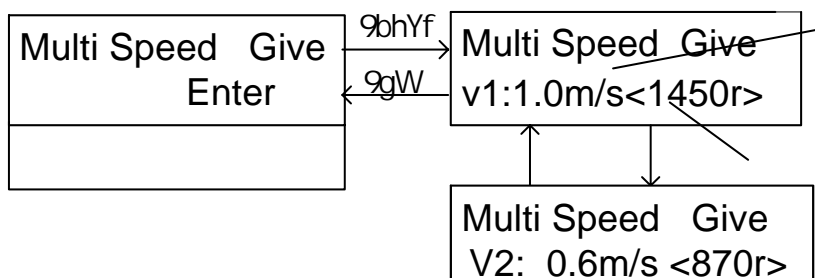 Multi Speed Give
Enter
9bhYf
9gW
Multi Speed Give
v1:1.0m/s<1450r>
Multi Speed Give
V2: 0.6m/s <870r>